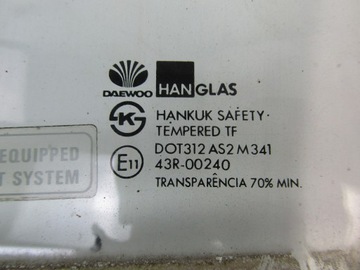 DAEWOO HANGLAS
HANKUK SAFETY·
TEMPERED TF
DOT312 AS2 M341
E11 43R-00240
TRANSPARÊNCIA 70% MIN.
EQUIPPED
T SYSTEM